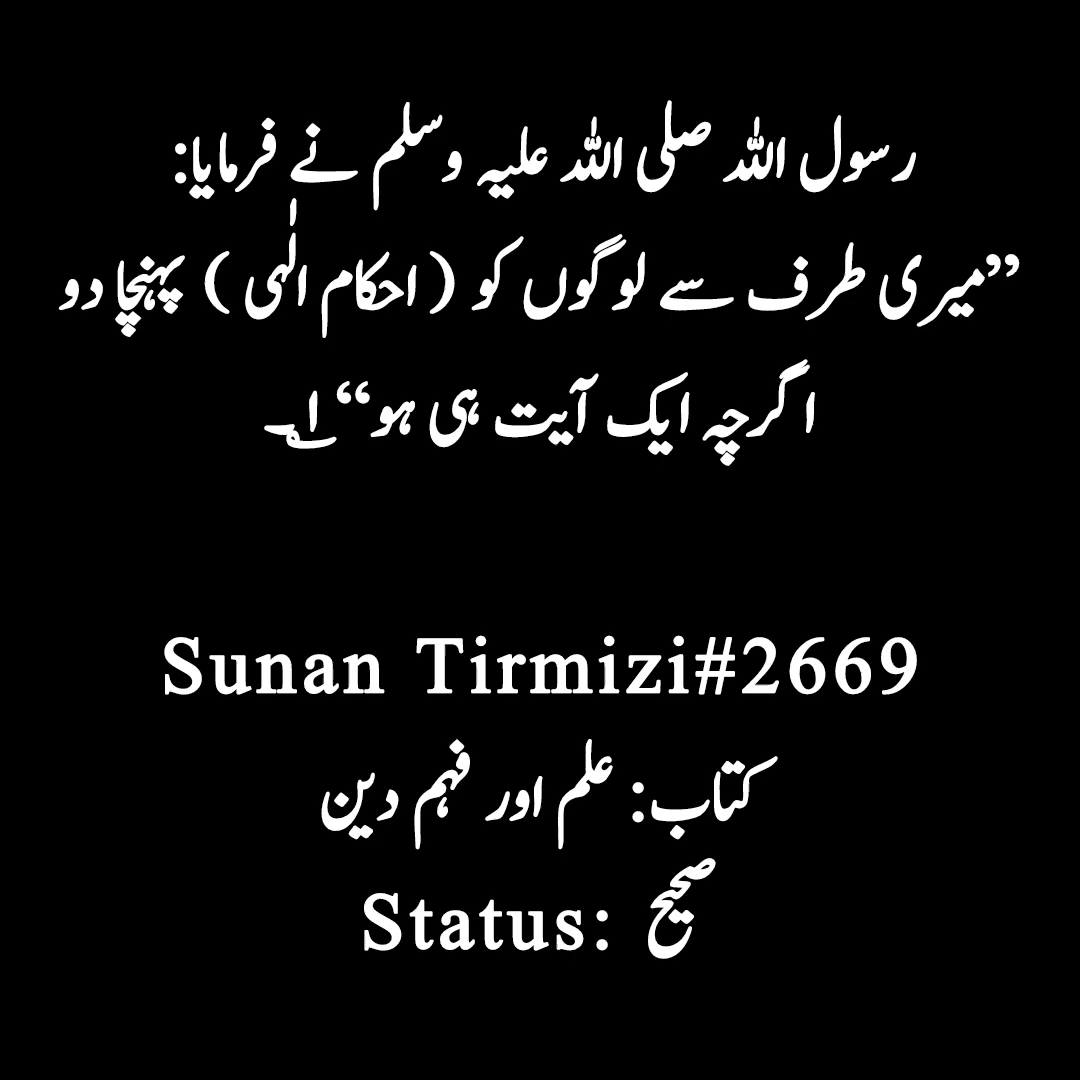 رسول اللہ صلی اللہ علیہ وسلم نے فرمایا:
”میری طرف سے لوگوں کو ( احکام الٰہی ) پہنچا دو
اگرچہ ایک آیت ہی ہو“ ۱؎۔
Sunan Tirmizi#2669
کتاب: علم اور فہم دین
Status: صحیح